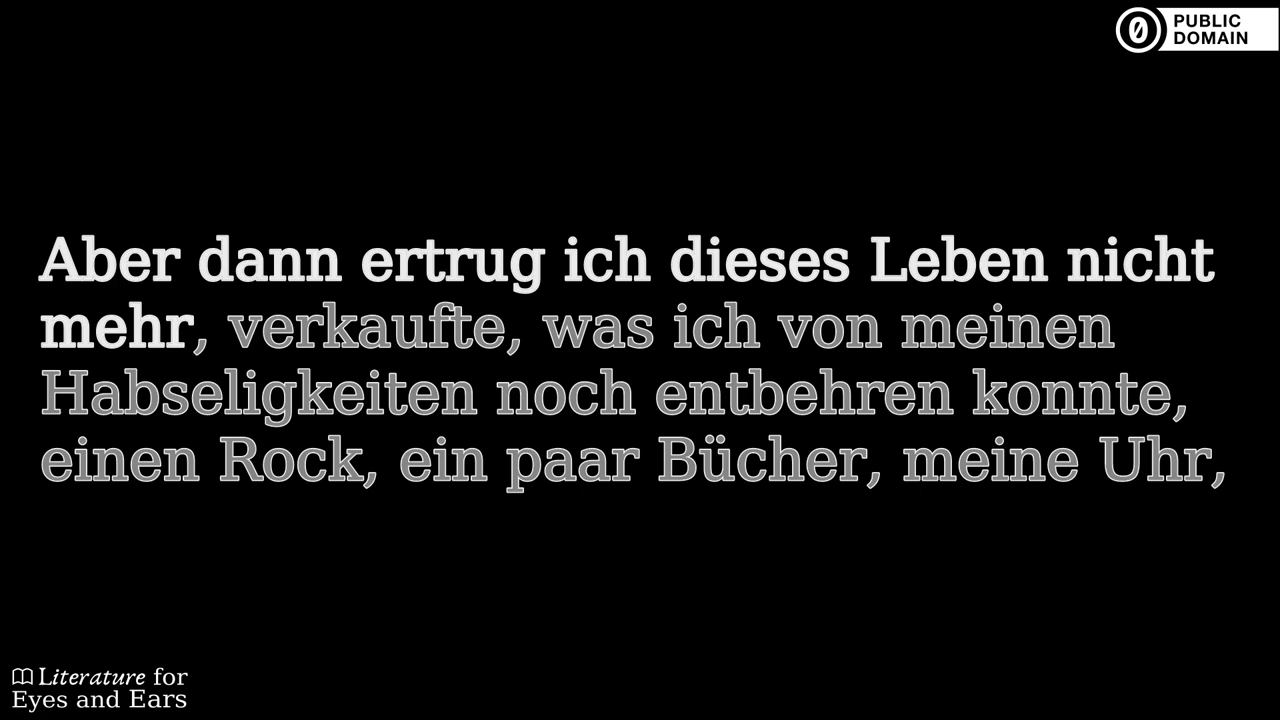 PUBLIC
DOMAIN
Aber dann ertrug ich dieses Leben nicht
mehr, verkaufte, was ich von meinen
Habseligkeiten noch entbehren konnte,
einen Rock, ein paar Bücher, meine Uhr,
Literature for
Eyes and Ears